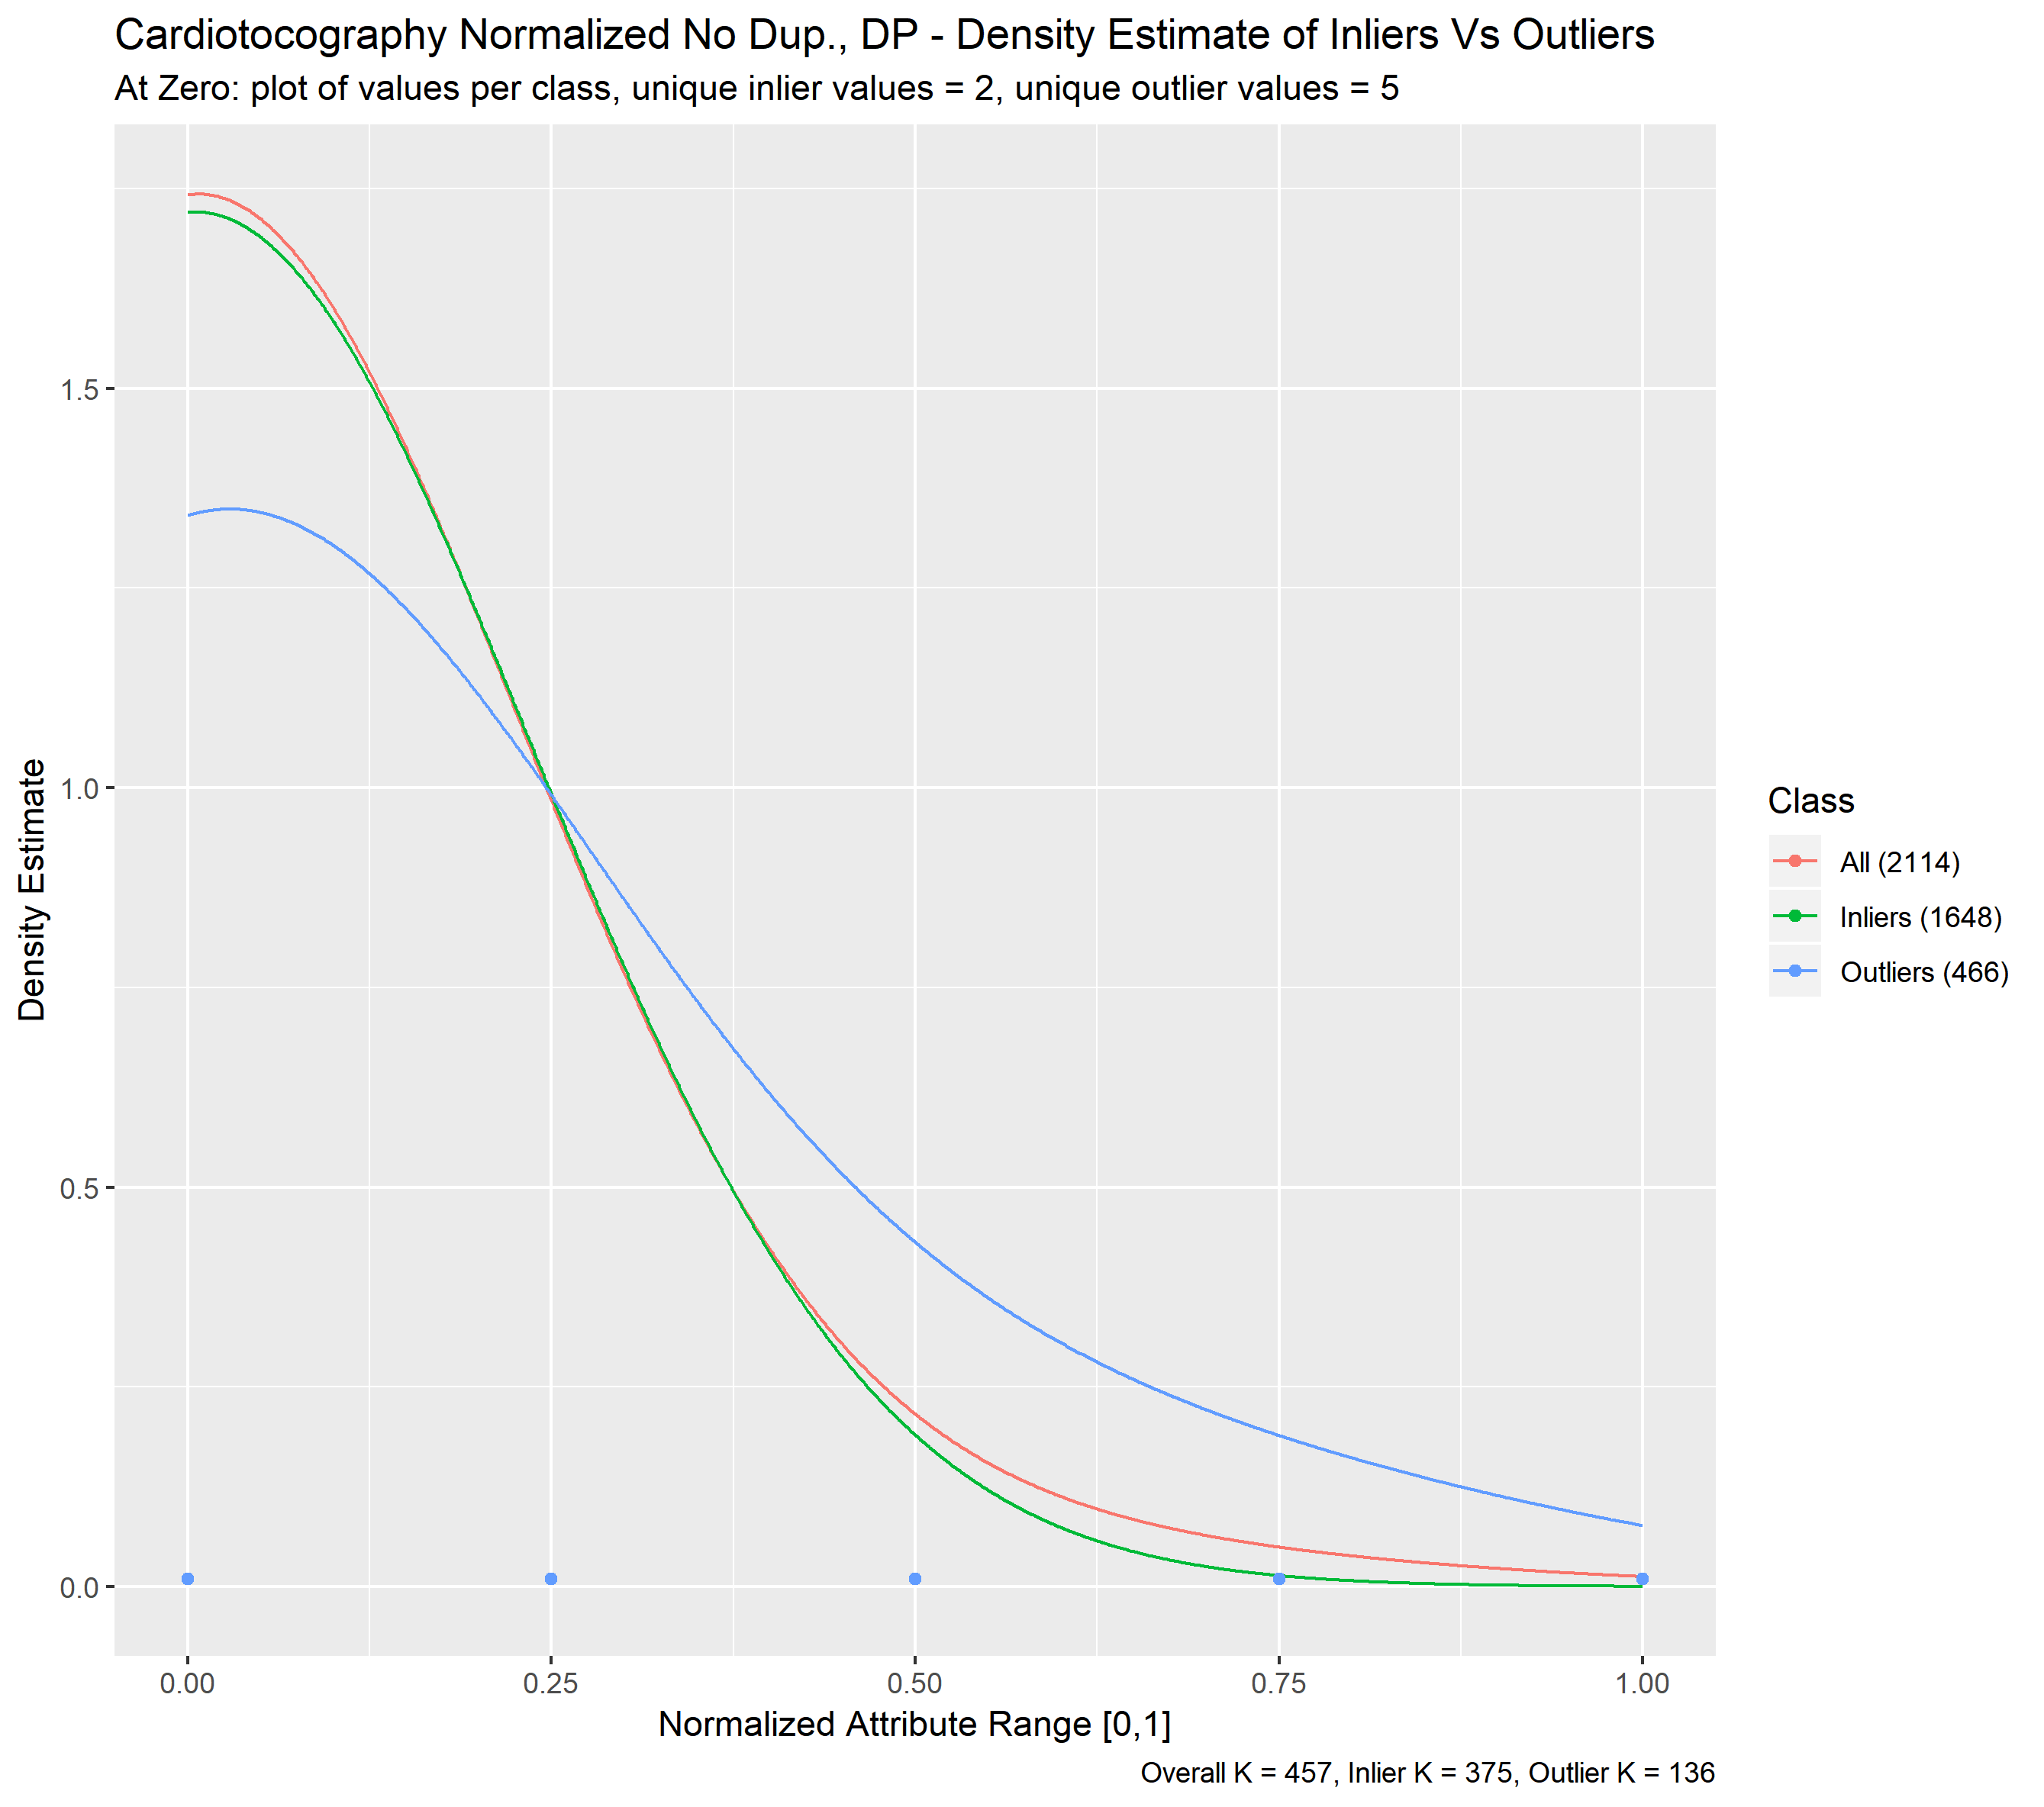 Cardiotocography Normalized No Dup., DP - Density Estimate of Inliers Vs Outliers
At Zero: plot of values per class, unique inlier values = 2, unique outlier values = 5
Density Estimate
1.5
1.0
0.5
0.0
0.00 0.25 0.50 0.75 1.00
Normalized Attribute Range [0,1]
Overall K = 457, Inlier K = 375, Outlier K = 136
Class
All (2114)
Inliers (1648)
Outliers (466)